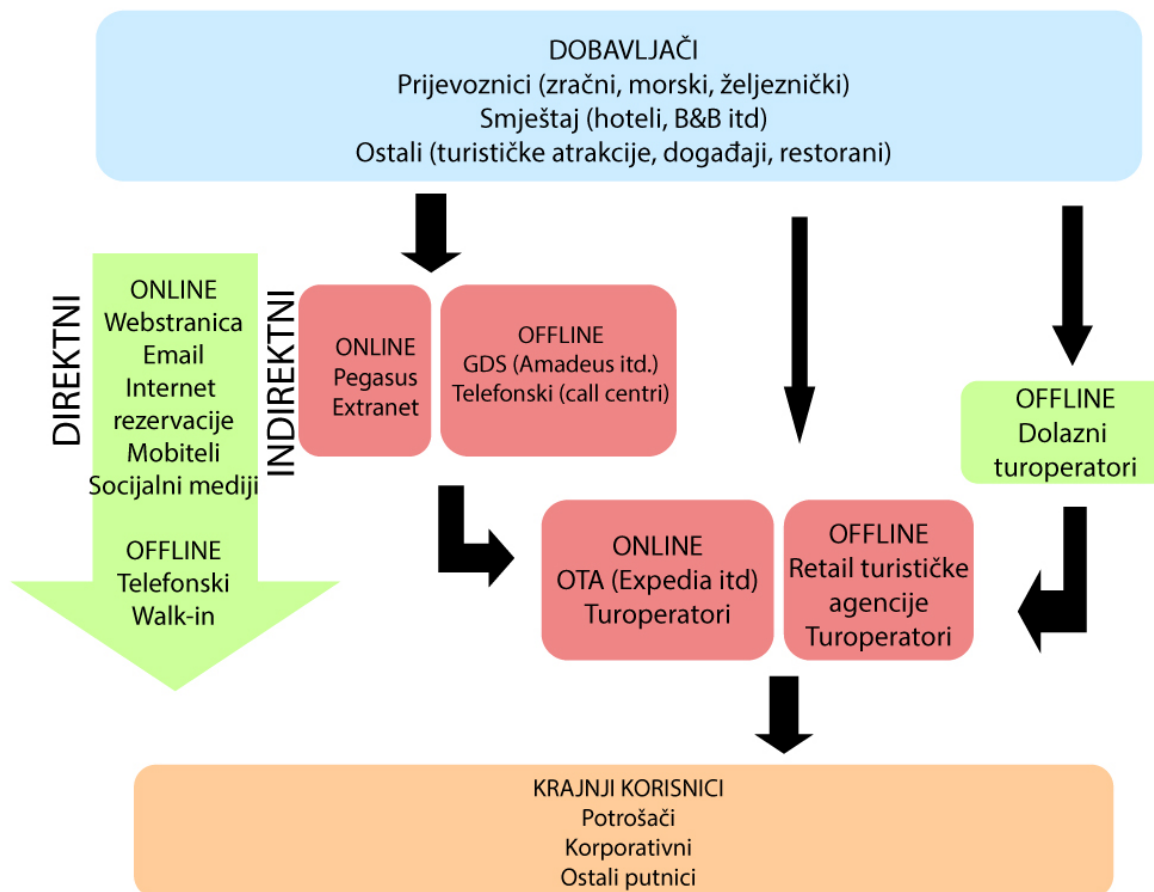 DOBAVLJAČI
Prijevoznici (zračni, morski, željeznički)
Smještaj (hoteli, B&B itd)
Ostali (turističke atrakcije, događaji, restorani)
DIREKTNI
ONLINE
Webstranica
Email
Internet
rezervacije
Mobiteli
Socijalni mediji
OFFLINE
Telefonski
Walk-in
INDIREKTNI
ONLINE
Pegasus
Extranet
OFFLINE
GDS (Amadeus itd.)
Telefonski (call centri)
OFFLINE
Dolazni
turoperatori
ONLINE
OTA (Expedia itd)
Turoperatori
OFFLINE
Retail turističke
agencije
Turoperatori
KRAJNJI KORISNICI
Potrošači
Korporativni
Ostali putnici